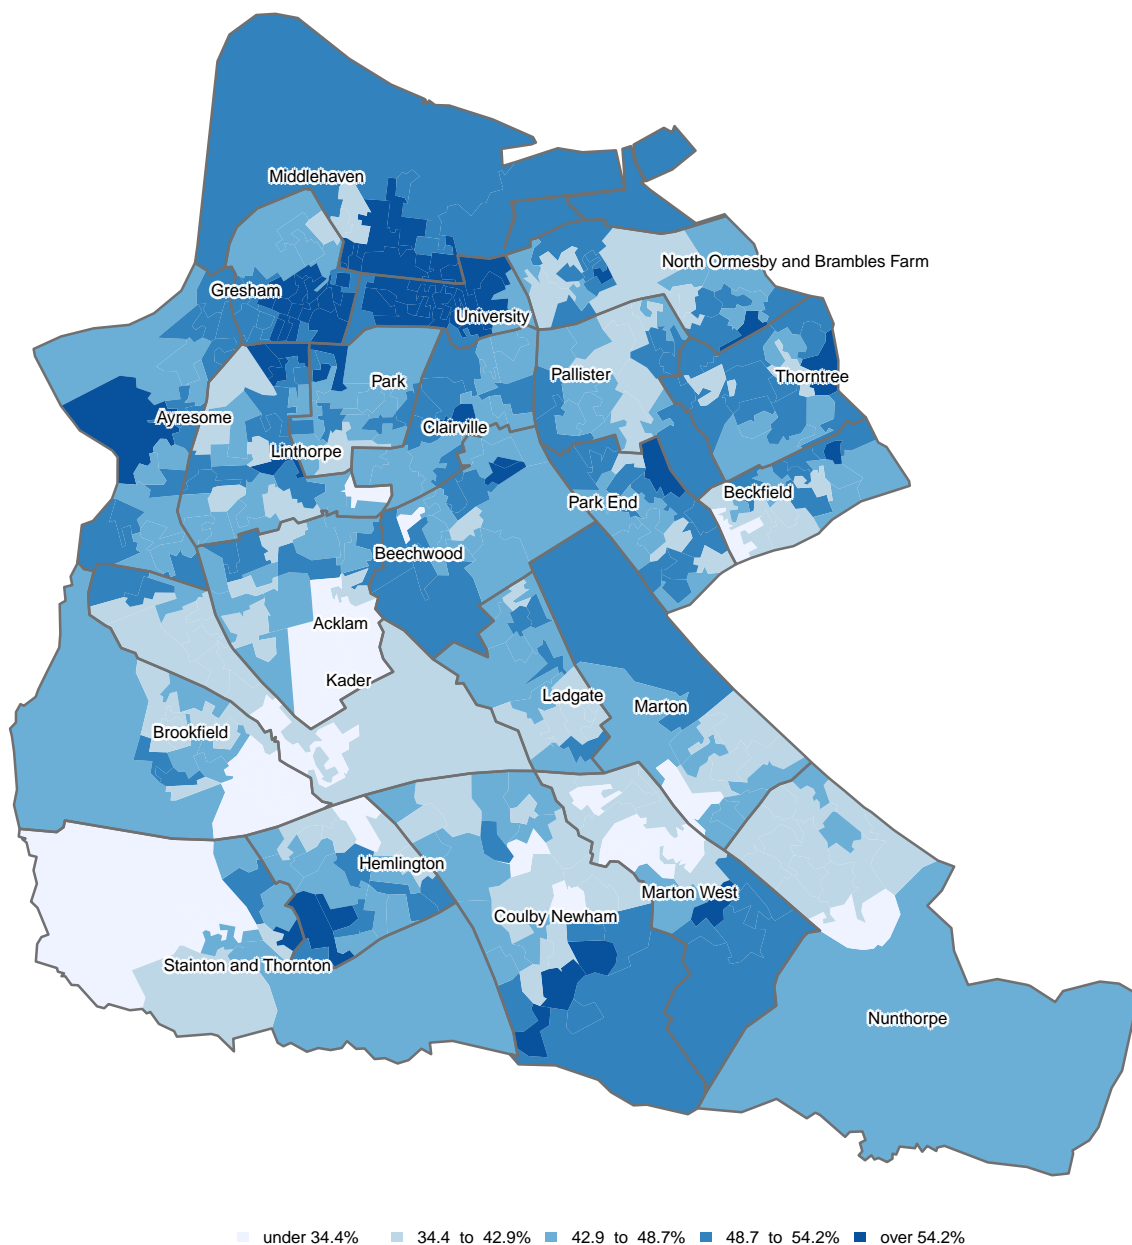 Middlehaven
North Ormesby and Brambles Farm
Gresham
University
Pallister
Thorntree
Park
Ayresome
Clairville
Linthorpe
Beckfield
Park End
Beechwood
Acklam
Kader
Ladgate
Marton
Brookfield
Hemlington
Marton West
Coulby Newham
Stainton and Thornton
Nunthorpe
under 34.4% 34.4 to 42.9% 42.9 to 48.7% 48.7 to 54.2% over 54.2%